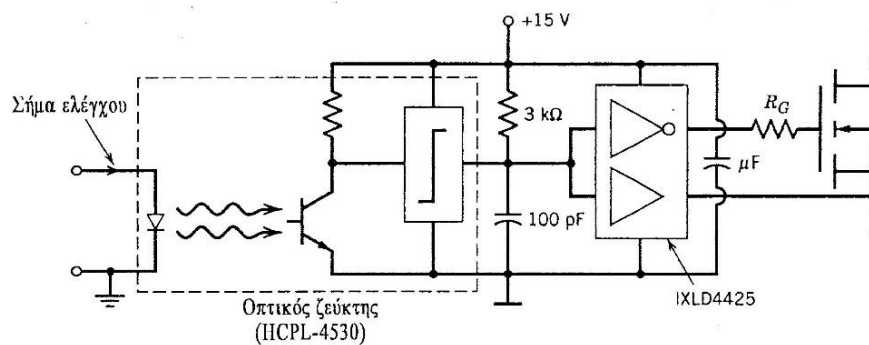 +15 V
Σήμα ελέγχου
3 kΩ
R_G
μF
100 pF
IXLD4425
Οπτικός ζεύκτης
(HCPL-4530)